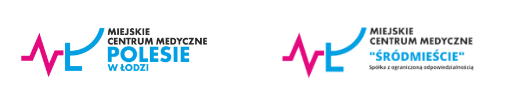 MIEJSKIE
CENTRUM MEDYCZNE
POLESIE
W ŁODZI
MIEJSKIE
CENTRUM MEDYCZNE
"ŚRÓDMIEŚCIE"
Spółka z ograniczoną odpowiedzialnością